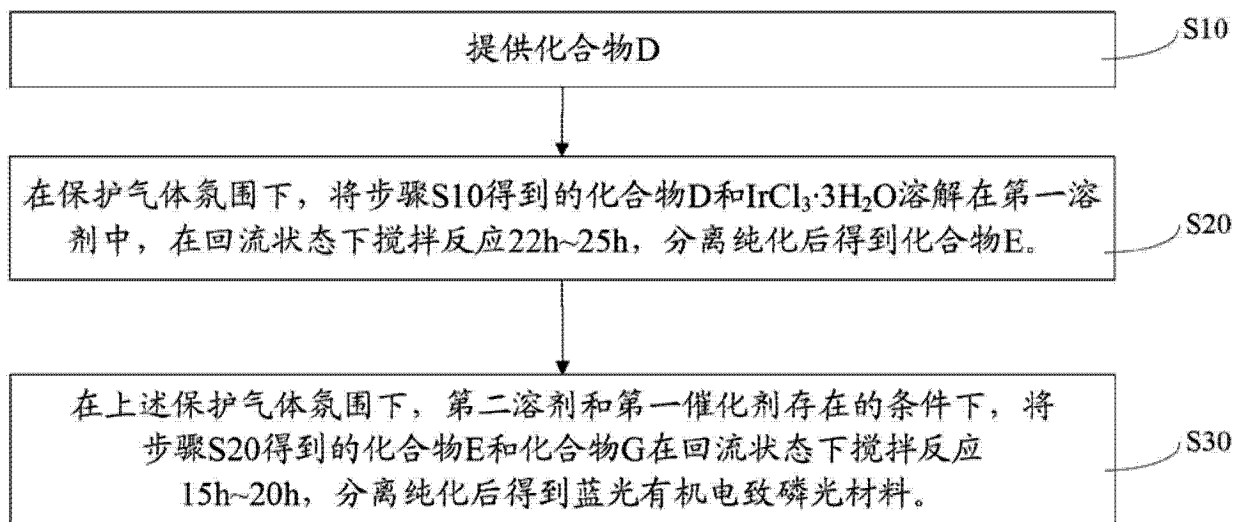 提供化合物D
S10
在保护气体氛围下，将步骤S10得到的化合物D和IrCl₃·3H₂O溶解在第一溶
剂中，在回流状态下搅拌反应22h~25h，分离纯化后得到化合物E。
S20
在上述保护气体氛围下，第二溶剂和第一催化剂存在的条件下，将
步骤S20得到的化合物E和化合物G在回流状态下搅拌反应
15h~20h，分离纯化后得到蓝光有机电致磷光材料。
S30